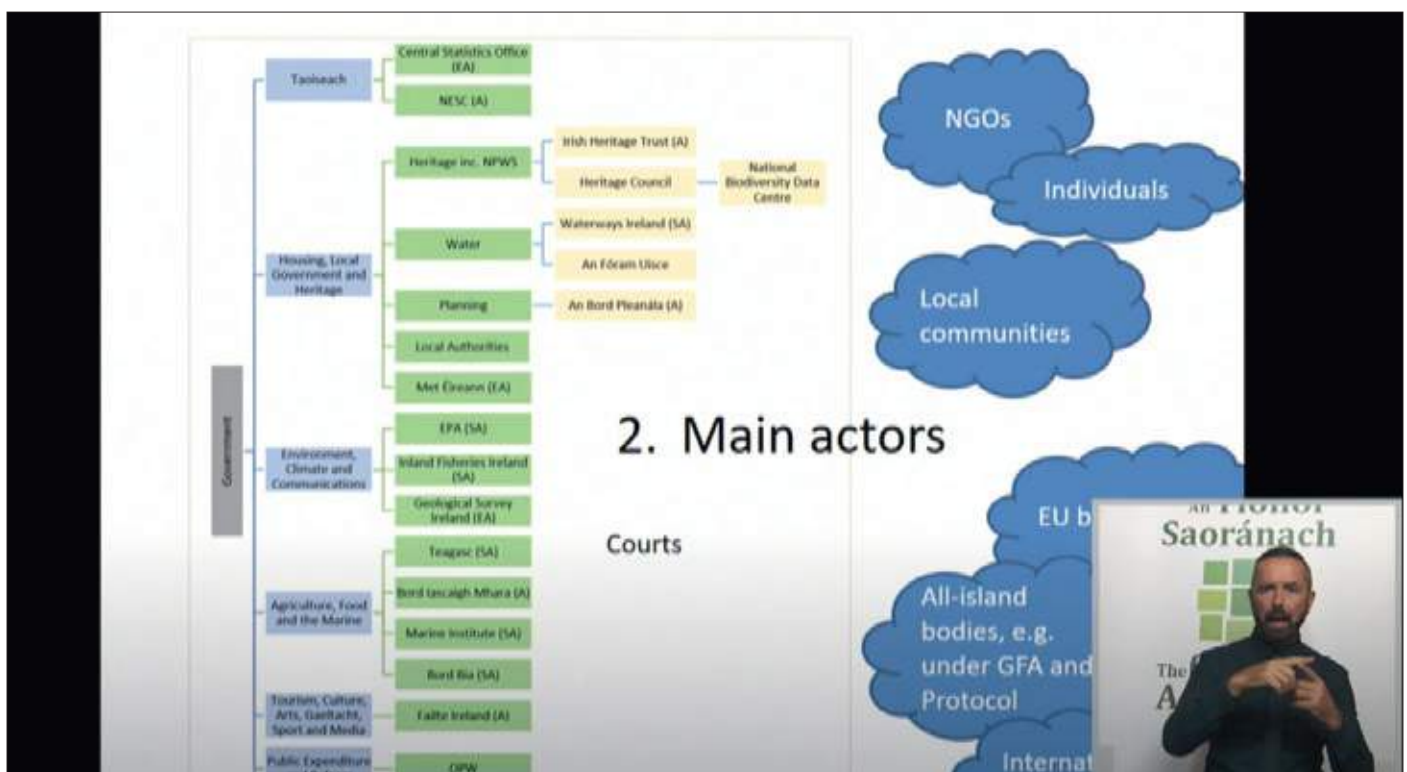 Government
Taoiseach
Central Statistics Office
(EA)
NESC (A)
Housing, Local
Government and
Heritage
Heritage inc. NPWS
Irish Heritage Trust (A)
Heritage Council
National
Biodiversity Data
Centre
Water
Waterways Ireland (SA)
An Fóram Uisce
Planning
An Bord Pleanála (A)
Local Authorities
Met Éireann (EA)
Environment,
Climate and
Communications
EPA (SA)
Inland Fisheries Ireland
(SA)
Geological Survey
Ireland (EA)
Agriculture, Food
and the Marine
Teagasc (SA)
Bord Iascaigh Mhara (A)
Marine Institute (SA)
Bord Bia (SA)
Tourism, Culture,
Arts, Gaeltacht,
Sport and Media
Failte Ireland (A)
Public Expenditure
OPW
2. Main actors
Courts
NGOs
Individuals
Local
communities
EU b
All-island
bodies, e.g.
under GFA and
Protocol
Internat
An
Saoránach
The
A